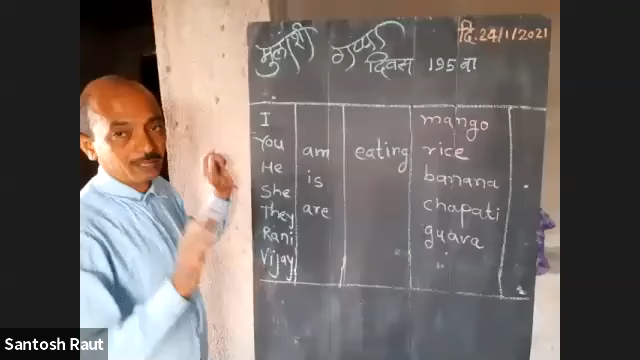 दि. 24/1/2021
मुलांशी गप्पा
दिवस 195 वा
I am eating mango
You is rice
He are banana
She chapati
They guava
Rani
Vijay
Santosh Raut